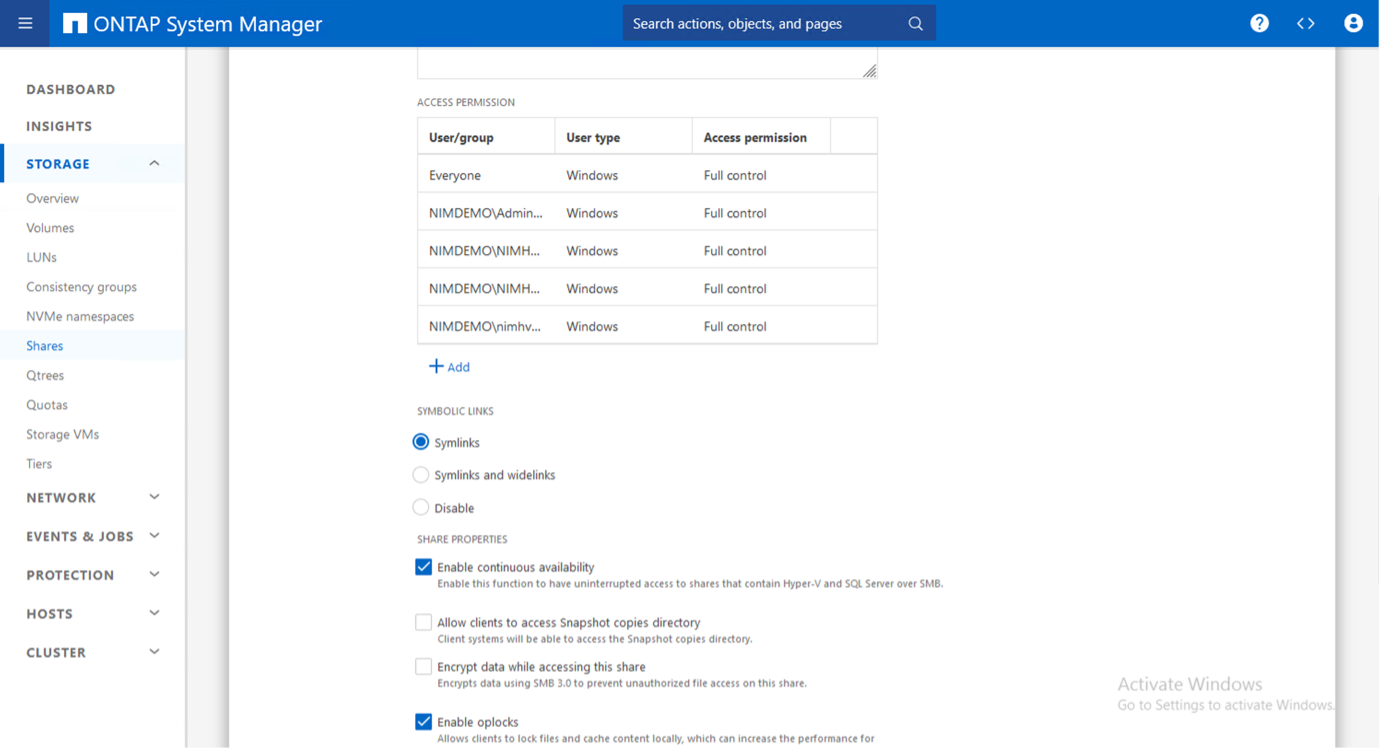 ONTAP System Manager
Search actions, objects, and pages
?
<>
DASHBOARD
INSIGHTS
STORAGE
Overview
Volumes
LUNs
Consistency groups
NVMe namespaces
Shares
Qtrees
Quotas
Storage VMs
Tiers
NETWORK
EVENTS & JOBS
PROTECTION
HOSTS
CLUSTER
ACCESS PERMISSION
User/group User type Access permission
Everyone Windows Full control
NIMDEMO\Admin... Windows Full control
NIMDEMO\NIMH... Windows Full control
NIMDEMO\NIMH... Windows Full control
NIMDEMO\nimhv... Windows Full control
+ Add
SYMBOLIC LINKS
Symlinks
Symlinks and widelinks
Disable
SHARE PROPERTIES
Enable continuous availability
Enable this function to have uninterrupted access to shares that contain Hyper-V and SQL Server over SMB.
Allow clients to access Snapshot copies directory
Client systems will be able to access the Snapshot copies directory.
Encrypt data while accessing this share
Encrypts data using SMB 3.0 to prevent unauthorized file access on this share.
Enable oplocks
Allows clients to lock files and cache content locally, which can increase the performance for
Activate Windows
Go to Settings to activate Windows.